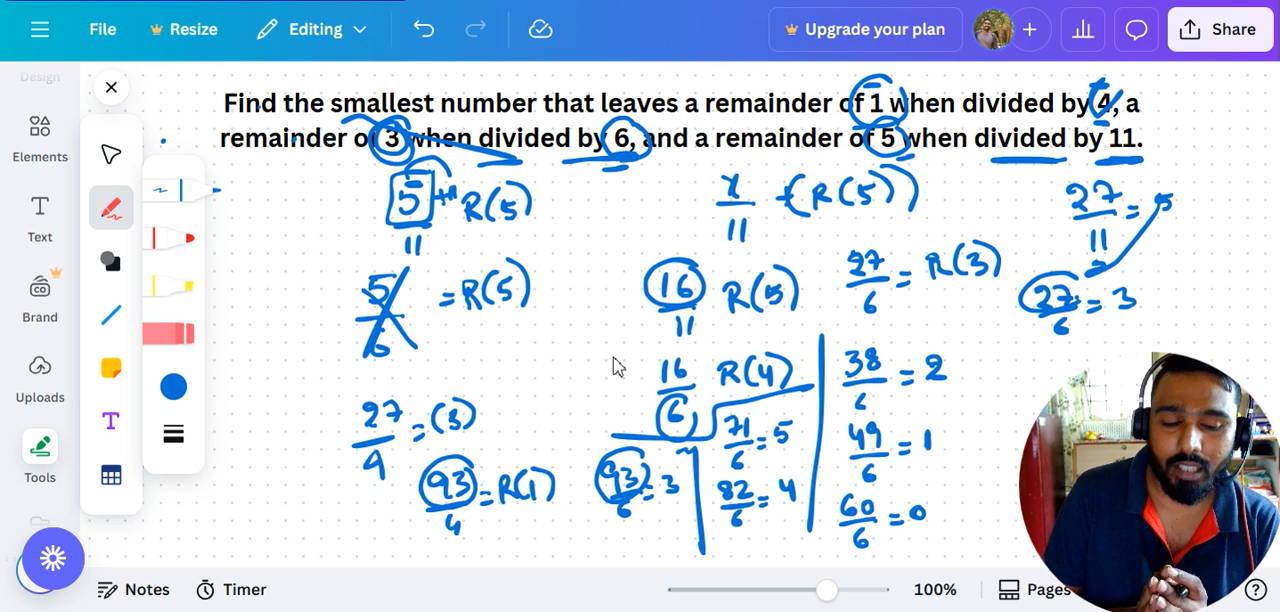 File
Resize
Editing
Upgrade your plan
+
Share
Design
Elements
Text
Brand
Uploads
Tools
T
Find the smallest number that leaves a remainder of 1 when divided by 4, a
remainder of 3 when divided by 6, and a remainder of 5 when divided by 11.
5/11 R(5)
x/11 R(5)
27/11 = 5
5/6 = R(5)
16/11 R(5)
27/6 = R(3)
27/6 = 3
16/6 R(4)
38/6 = 2
27/4 = (3)
71/6 = 5
49/6 = 1
93/4 = R(1)
93/6 = 3
82/6 = 4
60/6 = 0
Notes
Timer
100%
Pages
?